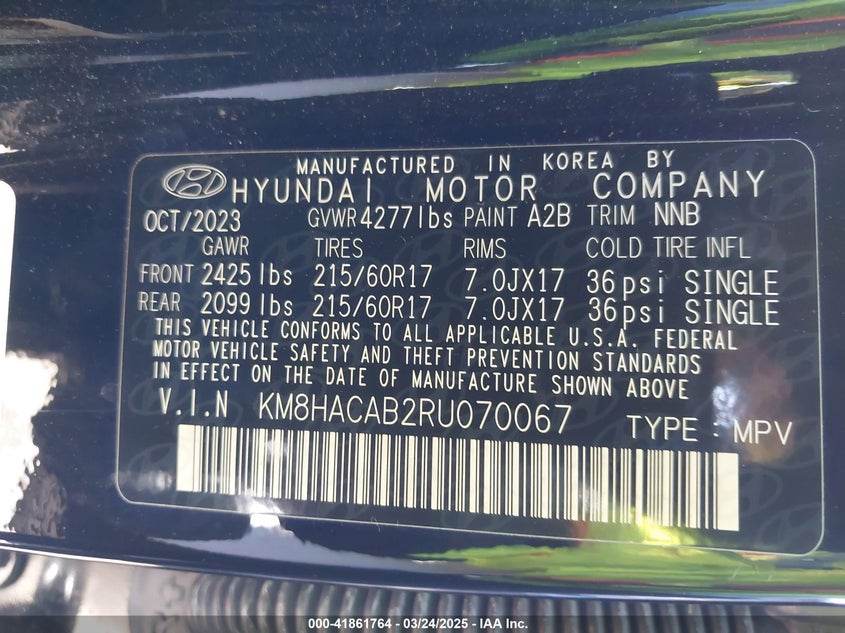 MANUFACTURED IN KOREA BY
HYUNDAI MOTOR COMPANY
OCT/2023 GVWR 4277lbs PAINT A2B TRIM NNB
GAWR TIRES RIMS COLD TIRE INFL
FRONT 2425lbs 215/60R17 7.0JX17 36psi SINGLE
REAR 2099lbs 215/60R17 7.0JX17 36psi SINGLE
THIS VEHICLE CONFORMS TO ALL APPLICABLE U.S.A. FEDERAL
MOTOR VEHICLE SAFETY AND THEFT PREVENTION STANDARDS
IN EFFECT ON THE DATE OF MANUFACTURE SHOWN ABOVE
V.I.N KM8HACAB2RU070067 TYPE : MPV
000-41861764 - 03/24/2025 - IAA Inc.